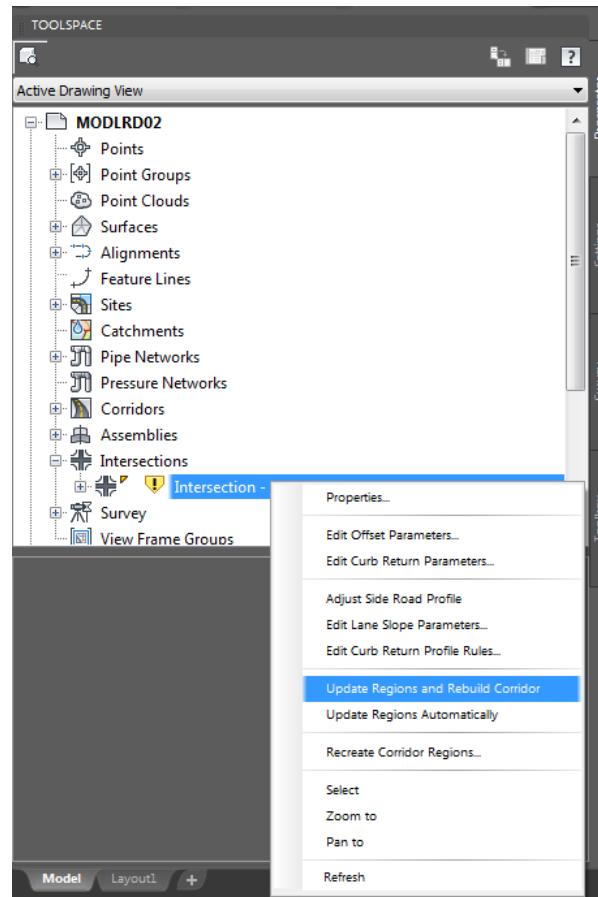 TOOLSPACE
?
Active Drawing View
MODLRD02
Points
Point Groups
Point Clouds
Surfaces
Alignments
Feature Lines
Sites
Catchments
Pipe Networks
Pressure Networks
Corridors
Assemblies
Intersections
Intersection -
Survey
View Frame Groups
Properties...
Edit Offset Parameters...
Edit Curb Return Parameters...
Adjust Side Road Profile
Edit Lane Slope Parameters...
Edit Curb Return Profile Rules...
Update Regions and Rebuild Corridor
Update Regions Automatically
Recreate Corridor Regions...
Select
Zoom to
Pan to
Refresh
Model Layout1 +